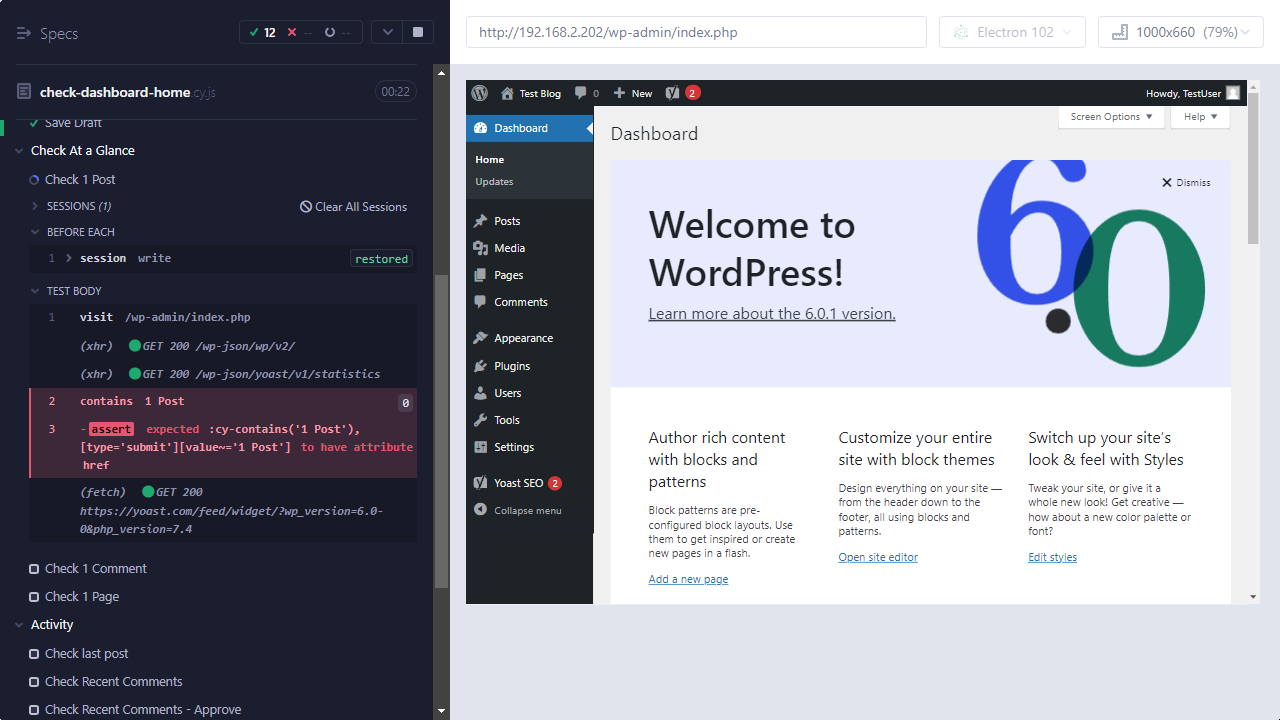 Specs
12
--
--
check-dashboard-home.cy.js
00:22
Save Draft
Check At a Glance
Check 1 Post
SESSIONS (1)
Clear All Sessions
BEFORE EACH
1 session write restored
TEST BODY
1 visit /wp-admin/index.php
(xhr) GET 200 /wp-json/wp/v2/
(xhr) GET 200 /wp-json/yoast/v1/statistics
2 contains 1 Post 0
3 -assert expected :cy-contains('1 Post'),
[type='submit'][value~='1 Post'] to have attribute
href
(fetch) GET 200
https://yoast.com/feed/widget/?wp_version=6.0-
0&php_version=7.4
Check 1 Comment
Check 1 Page
Activity
Check last post
Check Recent Comments
Check Recent Comments - Approve
http://192.168.2.202/wp-admin/index.php
Electron 102
1000x660 (79%)
Test Blog
0
New
2
Howdy, TestUser
Dashboard
Home
Updates
Posts
Media
Pages
Comments
Appearance
Plugins
Users
Tools
Settings
Yoast SEO 2
Collapse menu
Screen Options
Help
Dashboard
Dismiss
6.0
Welcome to
WordPress!
Learn more about the 6.0.1 version.
Author rich content
with blocks and
patterns
Block patterns are pre-
configured block layouts. Use
them to get inspired or create
new pages in a flash.
Add a new page
Customize your entire
site with block themes
Design everything on your site —
from the header down to the
footer, all using blocks and
patterns.
Open site editor
Switch up your site's
look & feel with Styles
Tweak your site, or give it a
whole new look! Get creative —
how about a new color palette or
font?
Edit styles